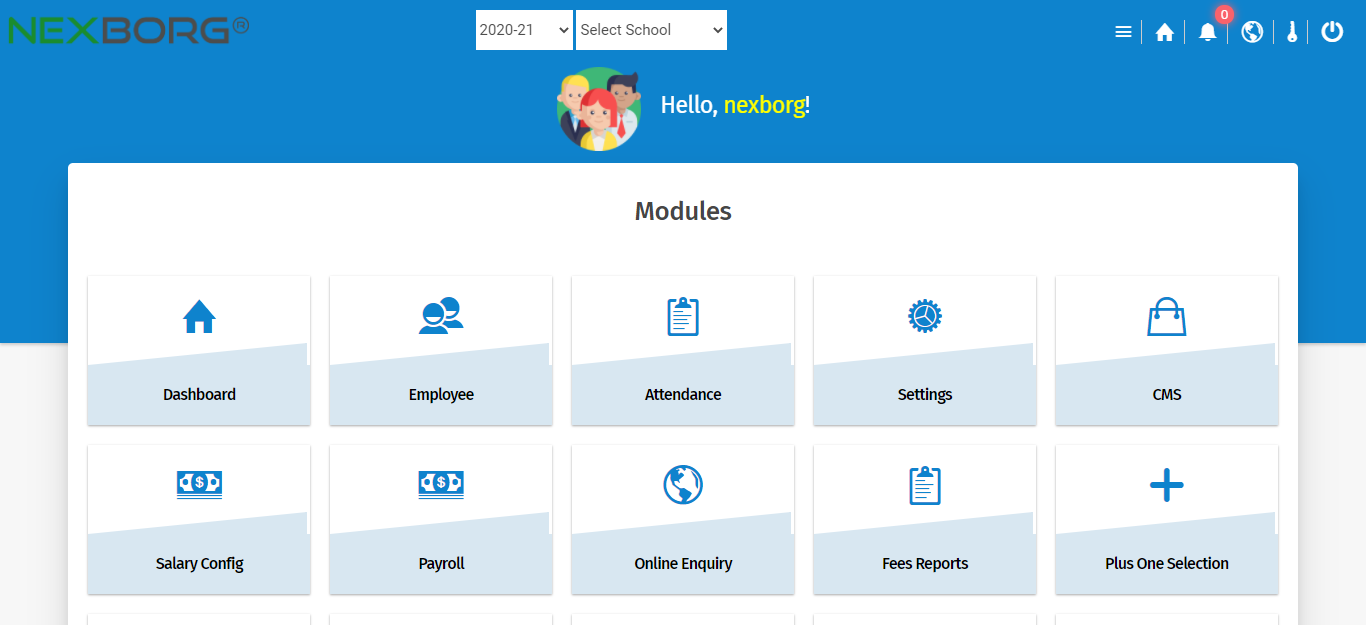 NEXBORG®
2020-21
Select School
0
Hello, nexborg!
Modules
Dashboard
Employee
Attendance
Settings
CMS
Salary Config
Payroll
Online Enquiry
Fees Reports
Plus One Selection